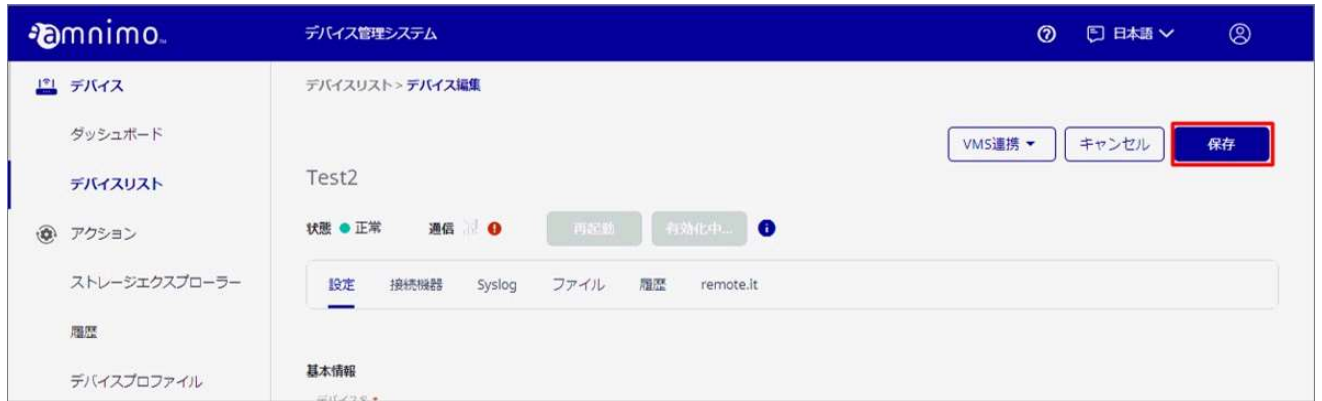 amnimo
デバイス管理システム
日本語
デバイス
デバイスリスト > デバイス編集
ダッシュボード
VMS連携
キャンセル
保存
デバイスリスト
Test2
アクション
状態 正常 通信 再起動 有効化中...
ストレージエクスプローラー
設定 接続機器 Syslog ファイル 履歴 remote.it
履歴
デバイスプロファイル
基本情報